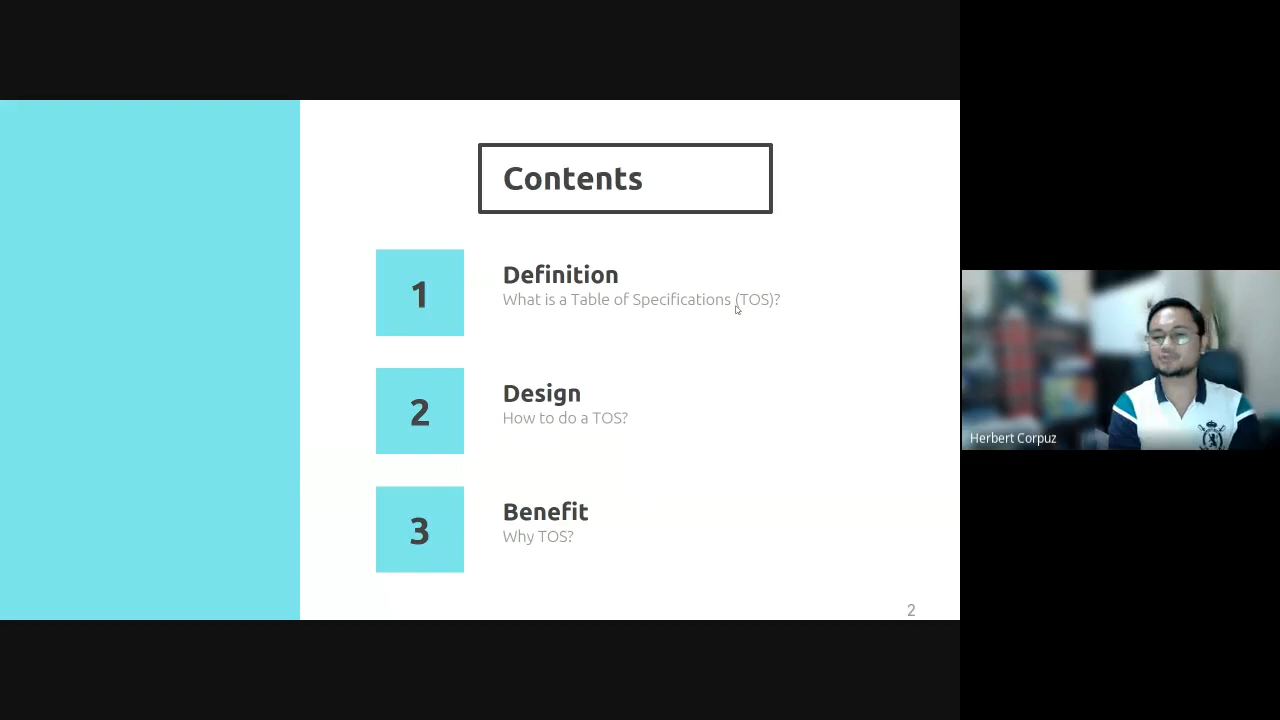 Contents
1
Definition
What is a Table of Specifications (TOS)?
2
Design
How to do a TOS?
3
Benefit
Why TOS?
2
Herbert Corpuz